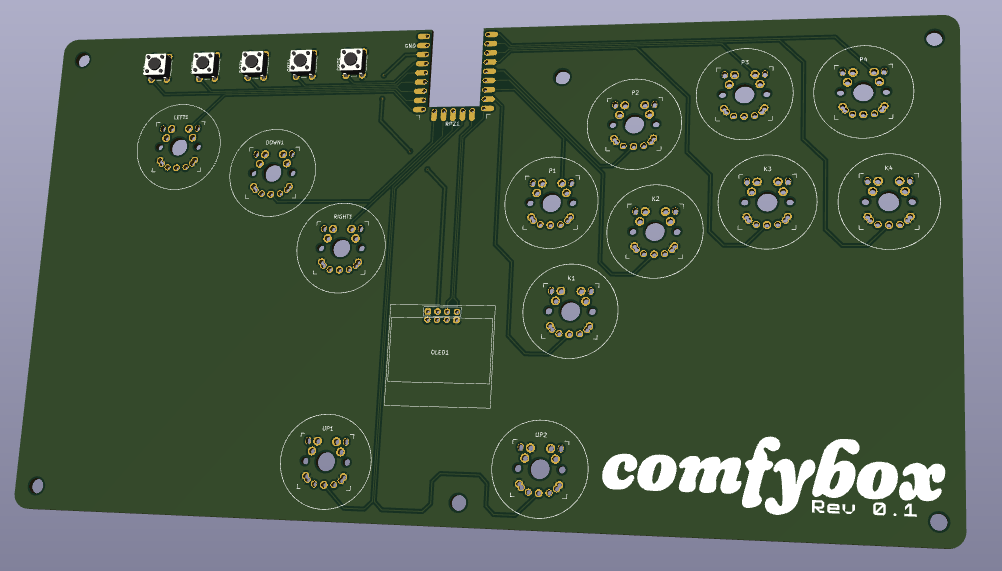 GND
RPZ1
LEFT1
DOWN1
RIGHT1
P1
P2
P3
P4
K1
K2
K3
K4
OLED1
UP1
UP2
comfybox
Rev 0.1